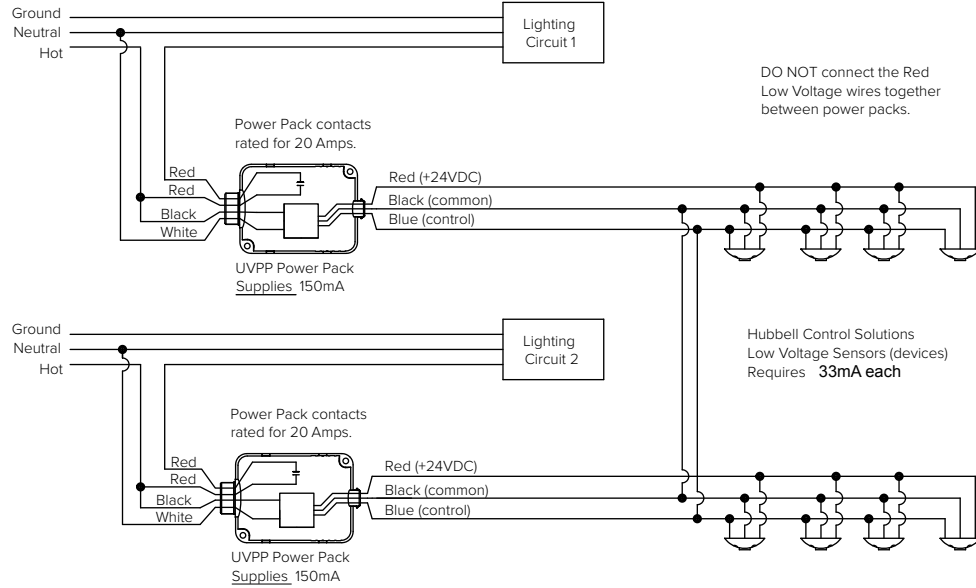 Ground
Neutral
Hot
Lighting
Circuit 1
DO NOT connect the Red
Low Voltage wires together
between power packs.
Power Pack contacts
rated for 20 Amps.
Red
Red
Black
White
Red (+24VDC)
Black (common)
Blue (control)
UVPP Power Pack
Supplies 150mA
Ground
Neutral
Hot
Lighting
Circuit 2
Hubbell Control Solutions
Low Voltage Sensors (devices)
Requires 33mA each
Power Pack contacts
rated for 20 Amps.
Red
Red
Black
White
Red (+24VDC)
Black (common)
Blue (control)
UVPP Power Pack
Supplies 150mA